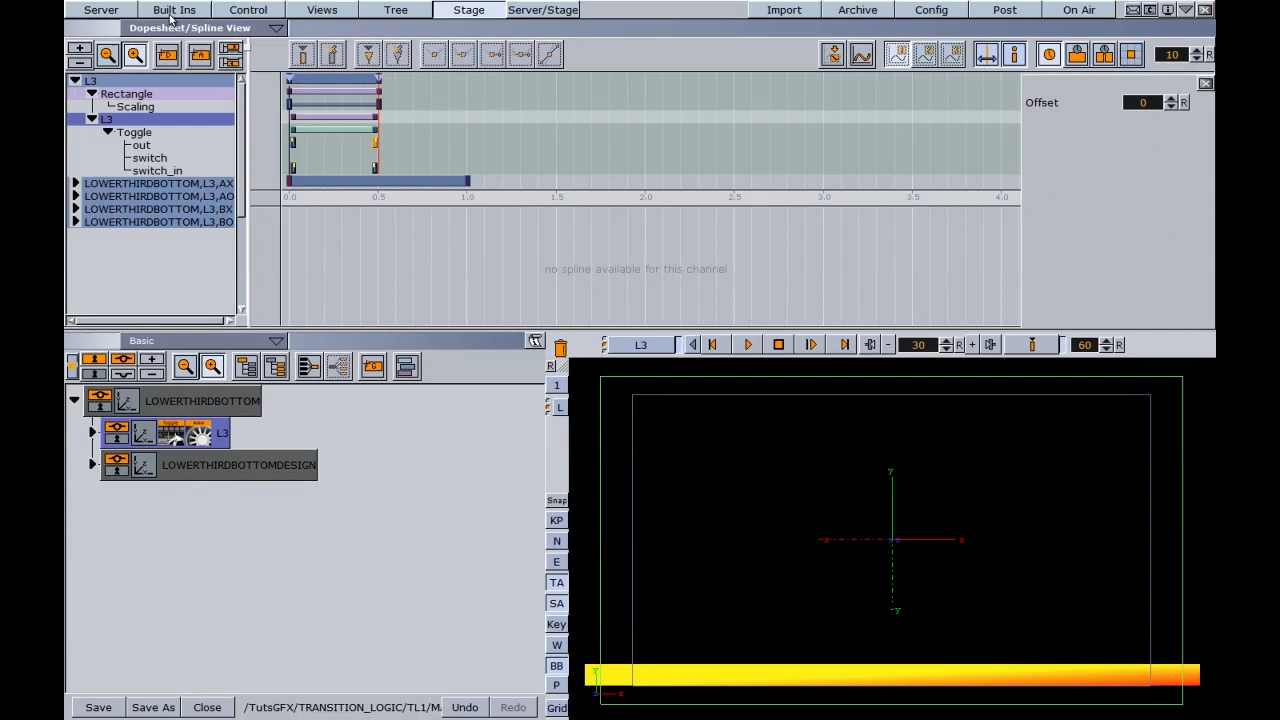 Server Built Ins Control Views Tree Stage Server/Stage Import Archive Config Post On Air
Dopesheet/Spline View
10 R
L3
Rectangle
Scaling
L3
Toggle
out
switch
switch_in
LOWERTHIRDBOTTOM,L3,AX
LOWERTHIRDBOTTOM,L3,AO
LOWERTHIRDBOTTOM,L3,BX
LOWERTHIRDBOTTOM,L3,BO
0.0 0.5 1.0 1.5 2.0 2.5 3.0 3.5 4.0
no spline available for this channel
Offset 0 R
Basic
L3 30 R 60 R
R
1
L
Snap
KP
N
E
TA
SA
Key
W
BB
P
Grid
LOWERTHIRDBOTTOM
L3
LOWERTHIRDBOTTOMDESIGN
Y
x x
-Y
Y
x
Save Save As Close /TutsGFX/TRANSITION_LOGIC/TL1/M Undo Redo